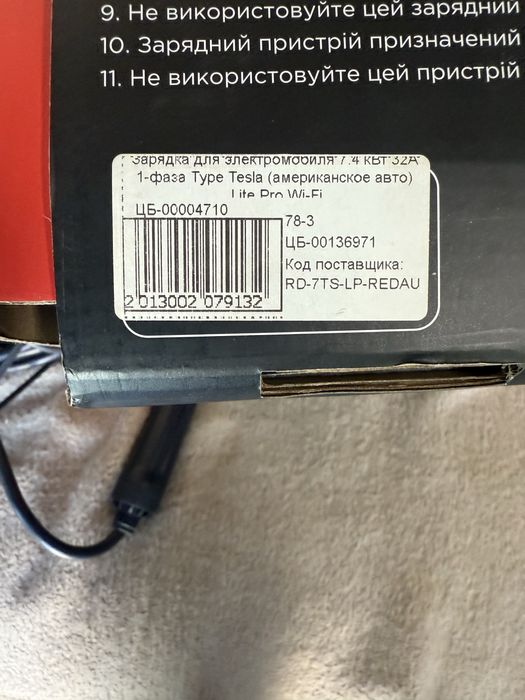 9. Не використовуйте цей зарядний
10. Зарядний пристрій призначений
11. Не використовуйте цей пристрій
Зарядка для электромобиля 7.4 кВт 32А
1-фаза Type Tesla (американское авто)
Lite Pro Wi-Fi
ЦБ-00004710
78-3
ЦБ-00136971
Код поставщика:
RD-7TS-LP-REDAU
2 013002 079132